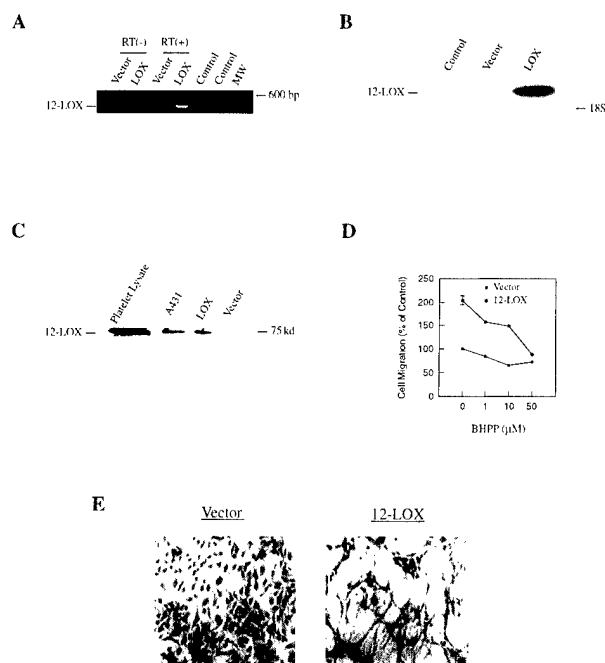 A
RT(-) RT(+)
Vector LOX Vector LOX Control Control MW
12-LOX —
← 600 bp
B
Control Vector LOX
12-LOX —
← 18S
C
Platelet Lysate A431 LOX Vector
12-LOX —
— 75kd
D
Cell Migration (% of Control)
250
200
150
100
50
0
Vector
12-LOX
0 1 10 50
BHPP (μM)
E
Vector 12-LOX